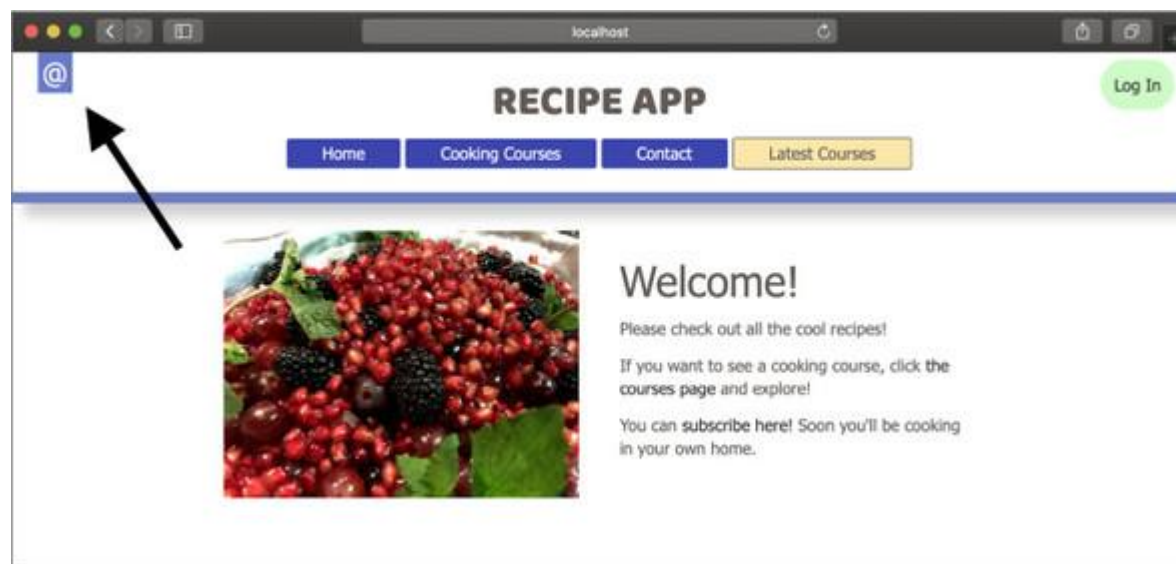 localhost
@
Log In
RECIPE APP
Home Cooking Courses Contact Latest Courses
Welcome!
Please check out all the cool recipes!
If you want to see a cooking course, click the
courses page and explore!
You can subscribe here! Soon you'll be cooking
in your own home.